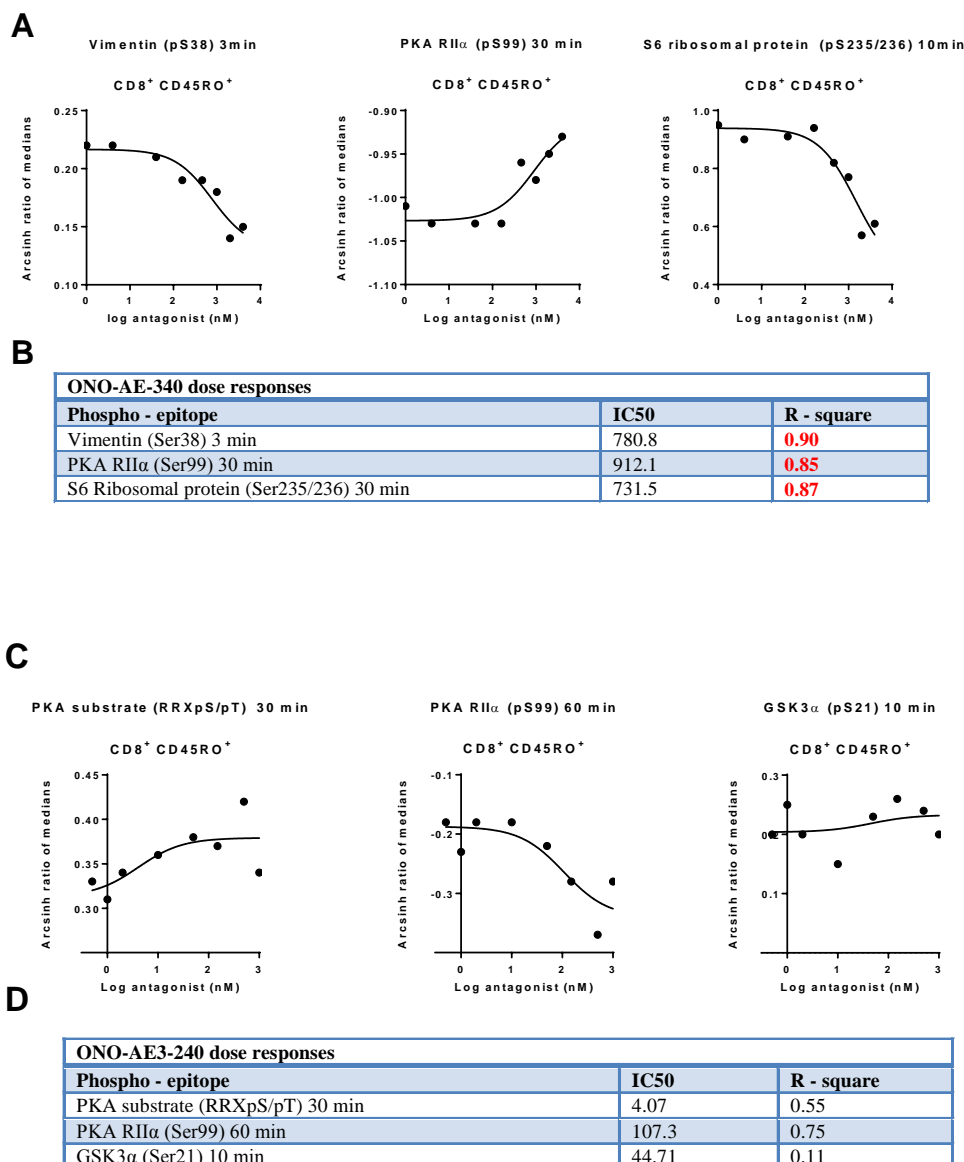 A
Vimentin (pS38) 3min
CD8+ CD45RO+
Arcsinh ratio of medians
0.25
0.20
0.15
0.10
0 1 2 3 4
log antagonist (nM)
PKA RIIα (pS99) 30 min
CD8+ CD45RO+
Arcsinh ratio of medians
-0.90
-0.95
-1.00
-1.05
-1.10
0 1 2 3 4
Log antagonist (nM)
S6 ribosomal protein (pS235/236) 10min
CD8+ CD45RO+
Arcsinh ratio of medians
1.0
0.8
0.6
0.4
0 1 2 3 4
Log antagonist (nM)
B
ONO-AE-340 dose responses
Phospho - epitope IC50 R - square
Vimentin (Ser38) 3 min 780.8 0.90
PKA RIIα (Ser99) 30 min 912.1 0.85
S6 Ribosomal protein (Ser235/236) 30 min 731.5 0.87
C
PKA substrate (RRXpS/pT) 30 min
CD8+ CD45RO+
Arcsinh ratio of medians
0.45
0.40
0.35
0.30
0 1 2 3
Log antagonist (nM)
PKA RIIα (pS99) 60 min
CD8+ CD45RO+
Arcsinh ratio of medians
-0.1
-0.2
-0.3
0 1 2 3
Log antagonist (nM)
GSK3α (pS21) 10 min
CD8+ CD45RO+
Arcsinh ratio of medians
0.3
0.2
0.1
0 1 2 3
Log antagonist (nM)
D
ONO-AE3-240 dose responses
Phospho - epitope IC50 R - square
PKA substrate (RRXpS/pT) 30 min 4.07 0.55
PKA RIIα (Ser99) 60 min 107.3 0.75
GSK3α (Ser21) 10 min 44.71 0.11